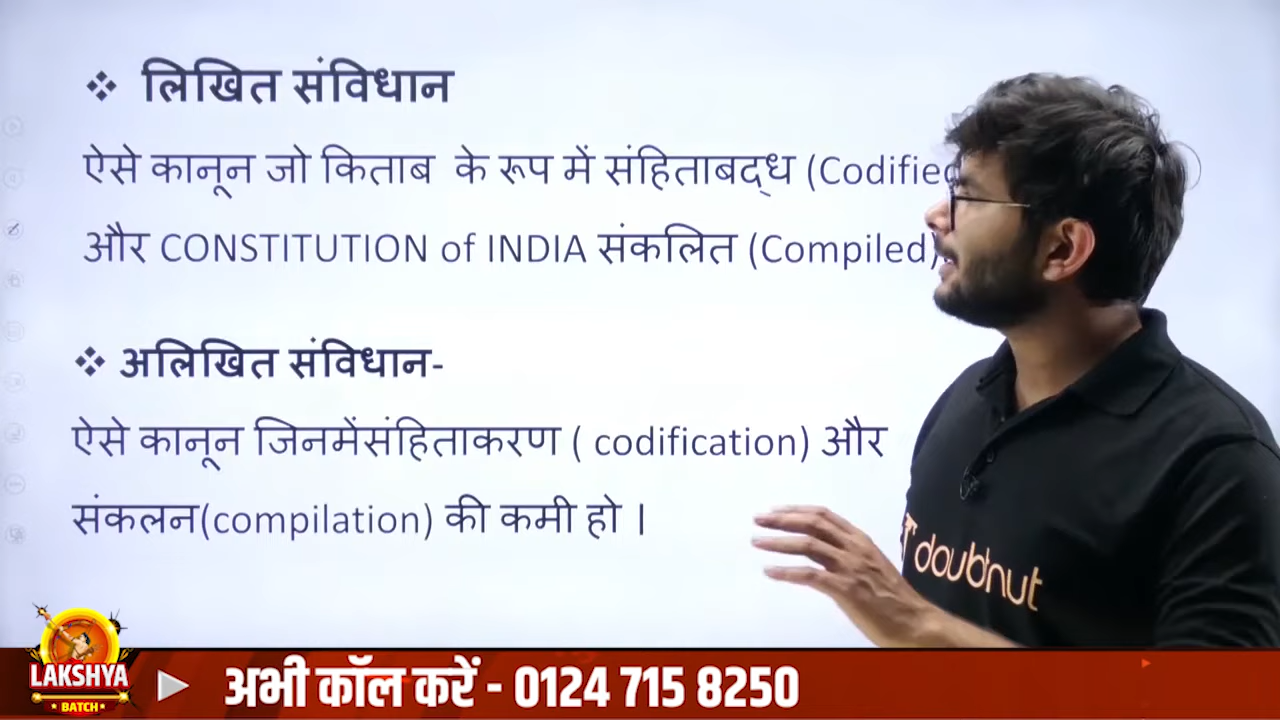 ❖ लिखित संविधान
ऐसे कानून जो किताब के रूप में संहिताबद्ध (Codified
और CONSTITUTION of INDIA संकलित (Compiled)
❖ अलिखित संविधान-
ऐसे कानून जिनमेंसंहिताकरण ( codification) और
संकलन(compilation) की कमी हो ।
doubtnut
LAKSHYA
BATCH
अभी कॉल करें - 0124 715 8250